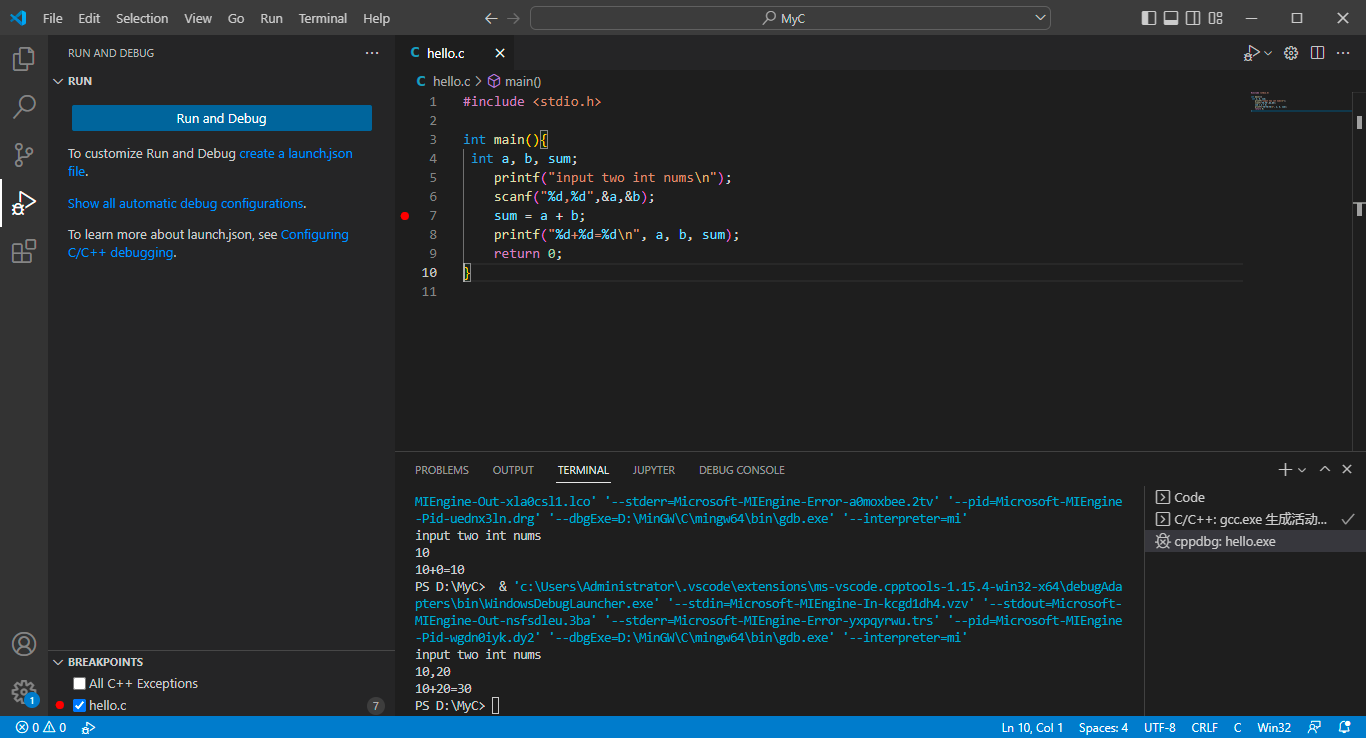 File Edit Selection View Go Run Terminal Help
MyC
RUN AND DEBUG
RUN
Run and Debug
To customize Run and Debug create a launch.json
file.
Show all automatic debug configurations.
To learn more about launch.json, see Configuring
C/C++ debugging.
BREAKPOINTS
All C++ Exceptions
hello.c 7
C hello.c
C hello.c > main()
1 #include <stdio.h>
2
3 int main(){
4 int a, b, sum;
5 printf("input two int nums\n");
6 scanf("%d,%d",&a,&b);
7 sum = a + b;
8 printf("%d+%d=%d\n", a, b, sum);
9 return 0;
10 }
11
PROBLEMS OUTPUT TERMINAL JUPYTER DEBUG CONSOLE
MIEngine-Out-xla0csl1.lco' '--stderr=Microsoft-MIEngine-Error-a0moxbee.2tv' '--pid=Microsoft-MIEngine
-Pid-uednx3ln.drg' '--dbgExe=D:\MinGW\C\mingw64\bin\gdb.exe' '--interpreter=mi'
input two int nums
10
10+0=10
PS D:\MyC>  & 'c:\Users\Administrator\.vscode\extensions\ms-vscode.cpptools-1.15.4-win32-x64\debugAda
pters\bin\WindowsDebugLauncher.exe' '--stdin=Microsoft-MIEngine-In-kcgd1dh4.vzv' '--stdout=Microsoft-
MIEngine-Out-nsfsdleu.3ba' '--stderr=Microsoft-MIEngine-Error-yxpqyrwu.trs' '--pid=Microsoft-MIEngine
-Pid-wgdn0iyk.dy2' '--dbgExe=D:\MinGW\C\mingw64\bin\gdb.exe' '--interpreter=mi'
input two int nums
10,20
10+20=30
PS D:\MyC>
Code
C/C++: gcc.exe 生成活动...
cppdbg: hello.exe
1
0 0
Ln 10, Col 1 Spaces: 4 UTF-8 CRLF C Win32